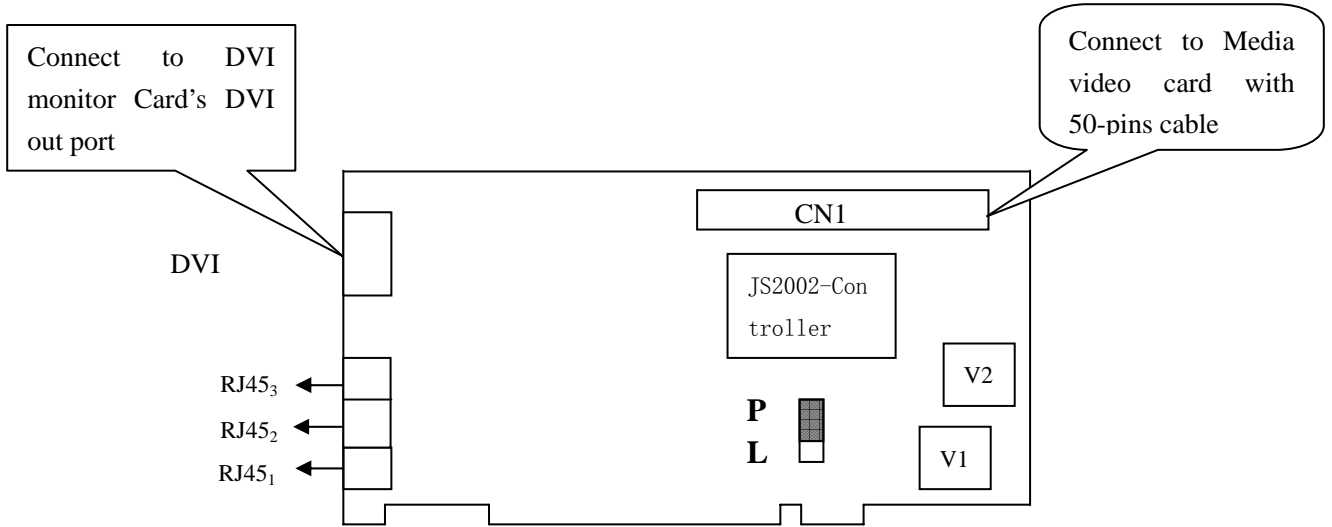 Connect to DVI
monitor Card's DVI
out port
Connect to Media
video card with
50-pins cable
CN1
DVI
JS2002-Con
troller
V2
RJ45₃
P
RJ45₂
L
V1
RJ45₁